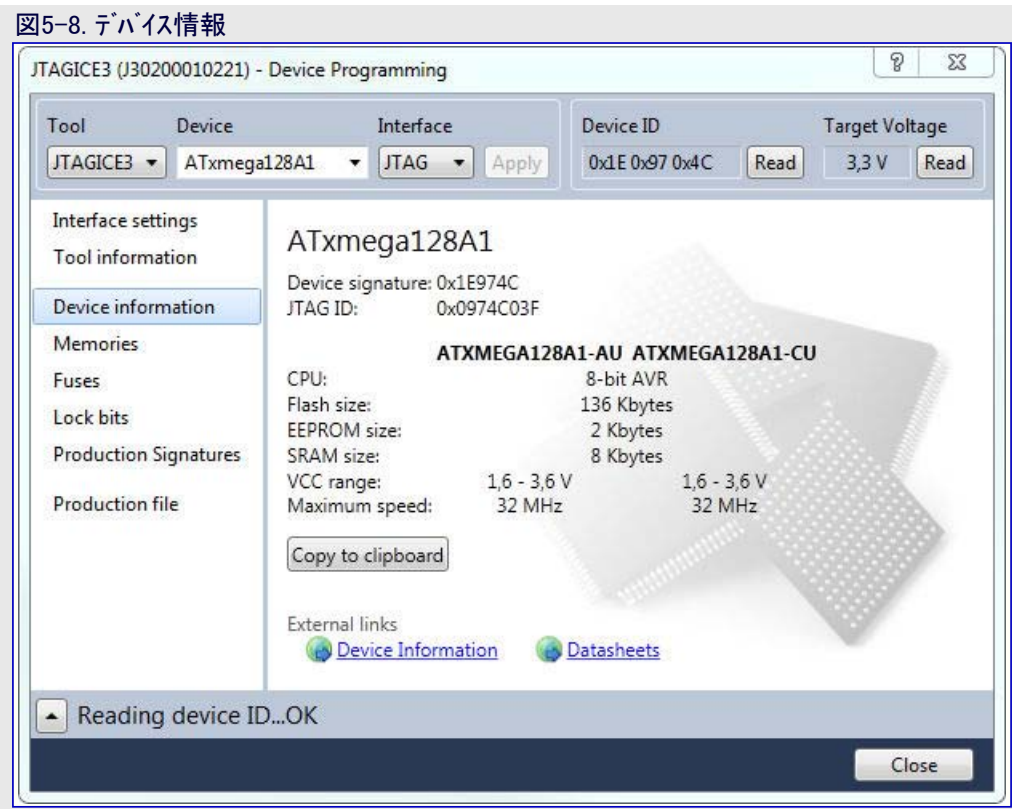 図5-8. ﾃﾞﾊﾞｲｽ情報
JTAGICE3 (J30200010221) - Device Programming
Tool Device Interface Device ID Target Voltage
JTAGICE3 ATxmega128A1 JTAG Apply 0x1E 0x97 0x4C Read 3,3 V Read
Interface settings
Tool information
Device information
Memories
Fuses
Lock bits
Production Signatures
Production file
ATxmega128A1
Device signature: 0x1E974C
JTAG ID: 0x0974C03F
ATXMEGA128A1-AU ATXMEGA128A1-CU
CPU: 8-bit AVR
Flash size: 136 Kbytes
EEPROM size: 2 Kbytes
SRAM size: 8 Kbytes
VCC range: 1,6 - 3,6 V 1,6 - 3,6 V
Maximum speed: 32 MHz 32 MHz
Copy to clipboard
External links
Device Information Datasheets
Reading device ID...OK
Close